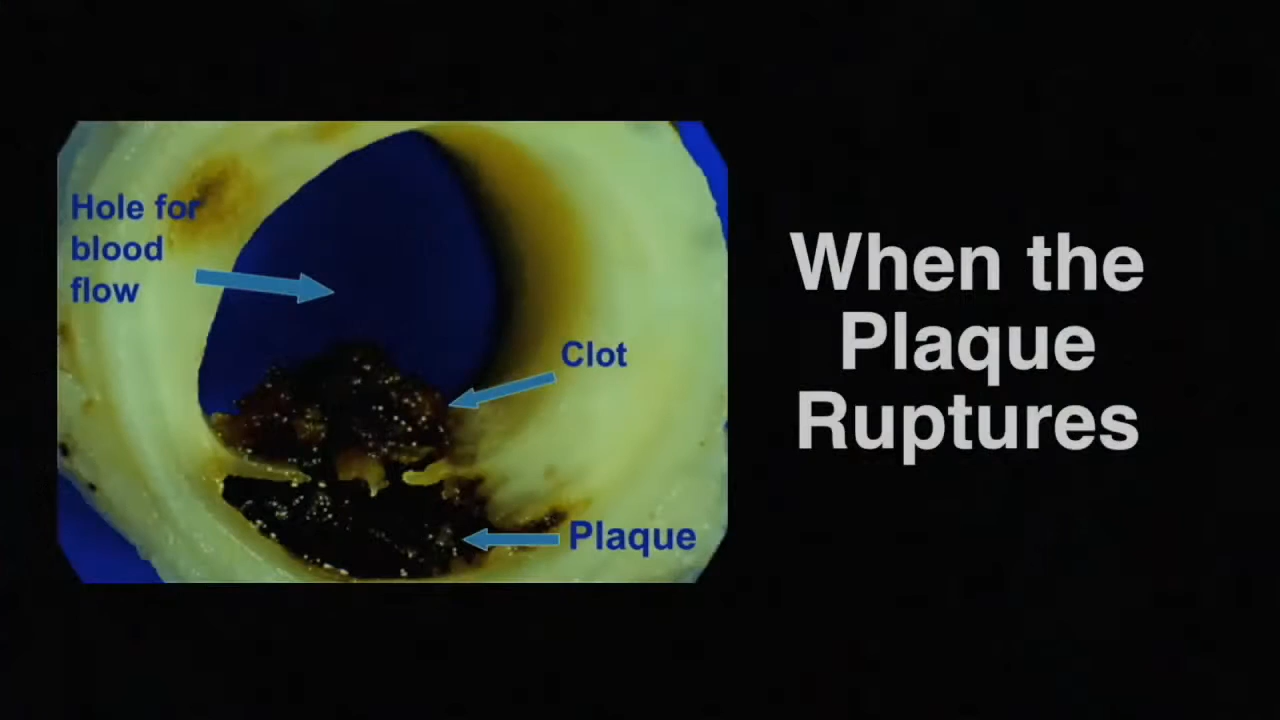 Hole for
blood
flow
Clot
Plaque
When the
Plaque
Ruptures